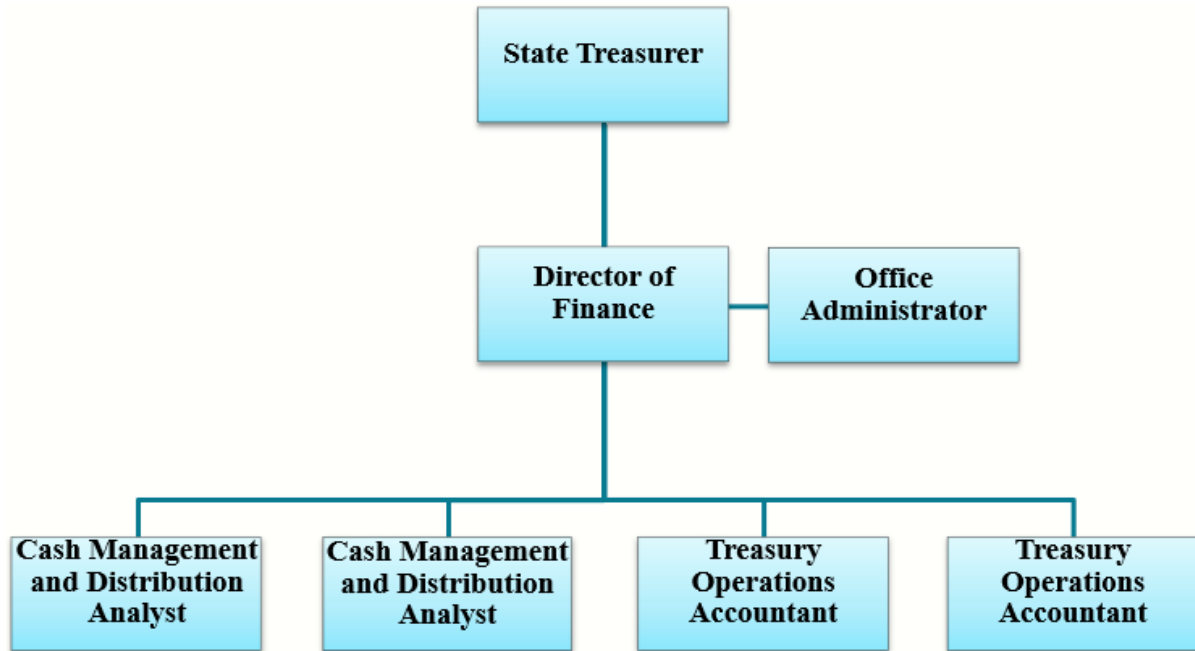 State Treasurer
Director of
Finance
Office
Administrator
Cash Management
and Distribution
Analyst
Cash Management
and Distribution
Analyst
Treasury
Operations
Accountant
Treasury
Operations
Accountant